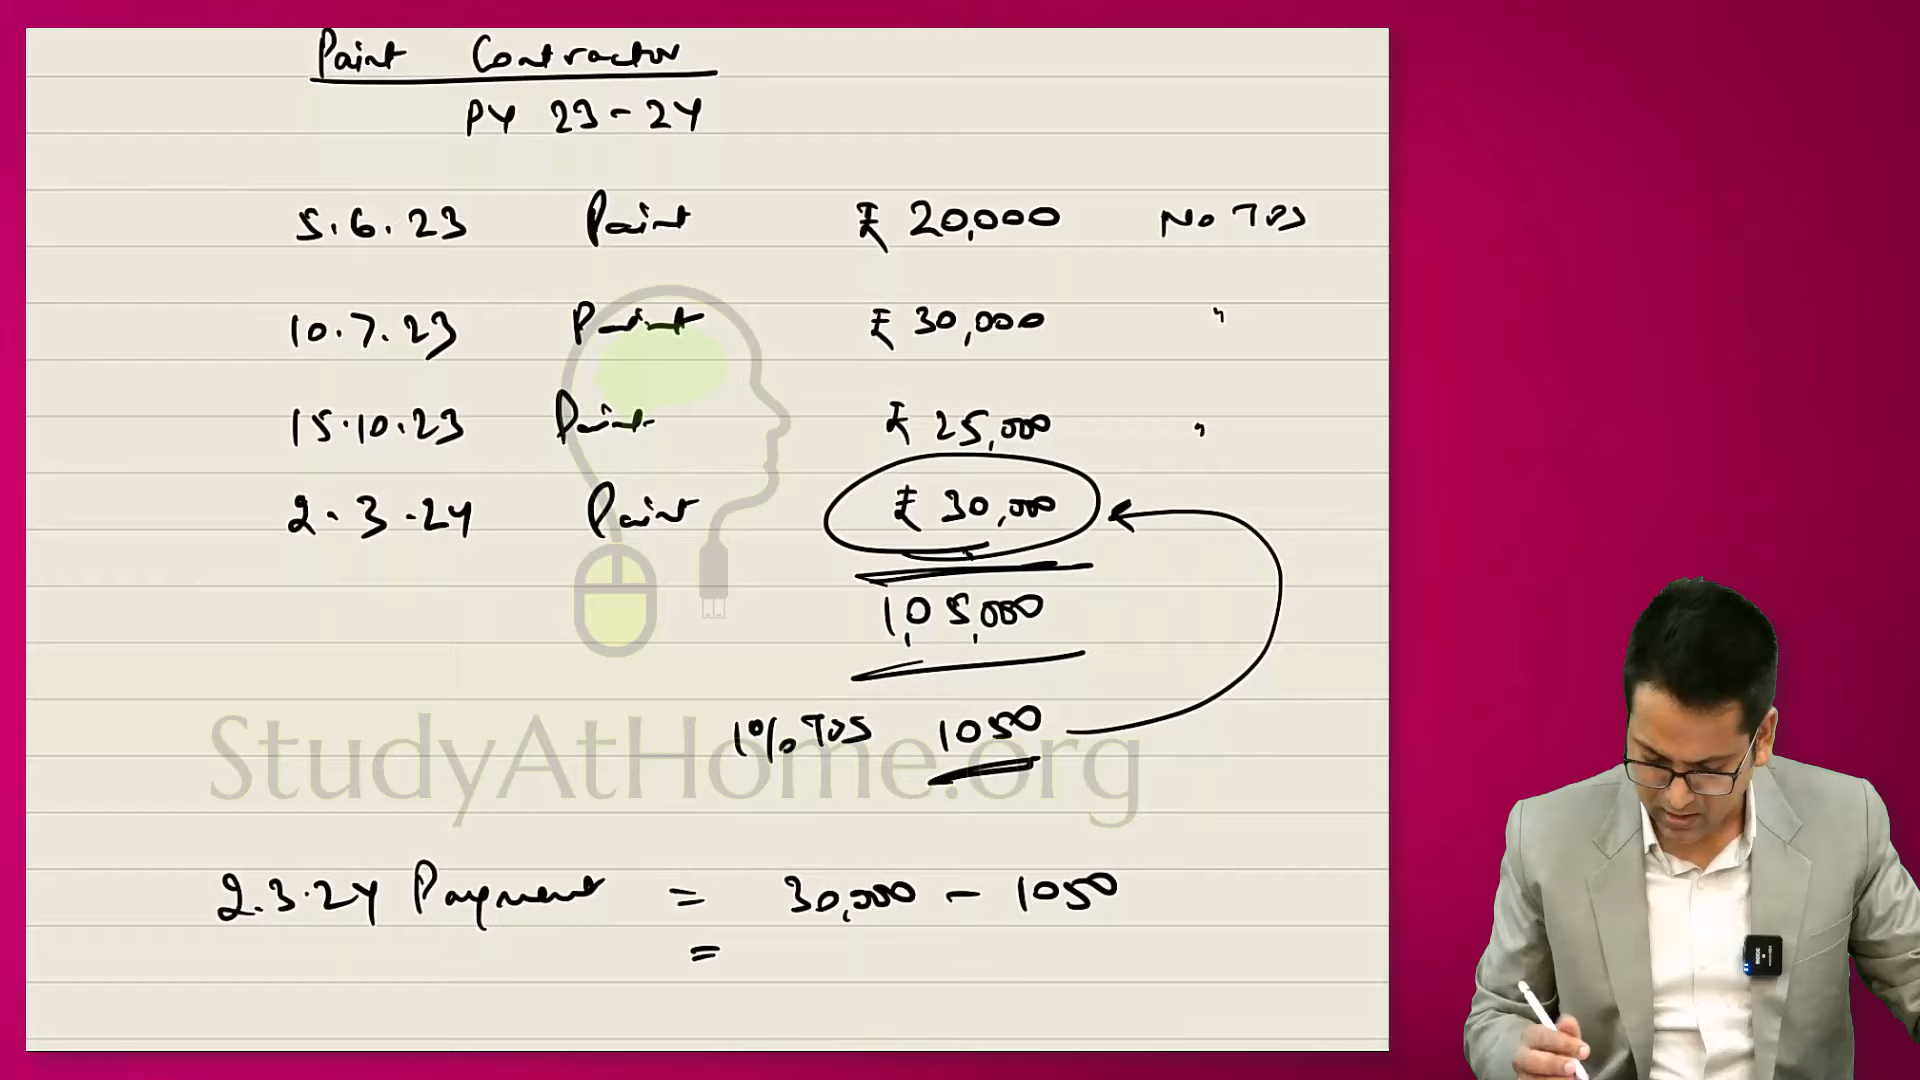 Paint Contractor
PY 23-24
5.6.23 Paint ₹ 20,000 No TDS
10.7.23 Paint ₹ 30,000 "
15.10.23 Paint ₹ 25,000 "
2.3.24 Paint ₹ 30,000
1,05,000
1% TDS 1050
StudyAtHome.org
2.3.24 Payment = 30,000 - 1050
=